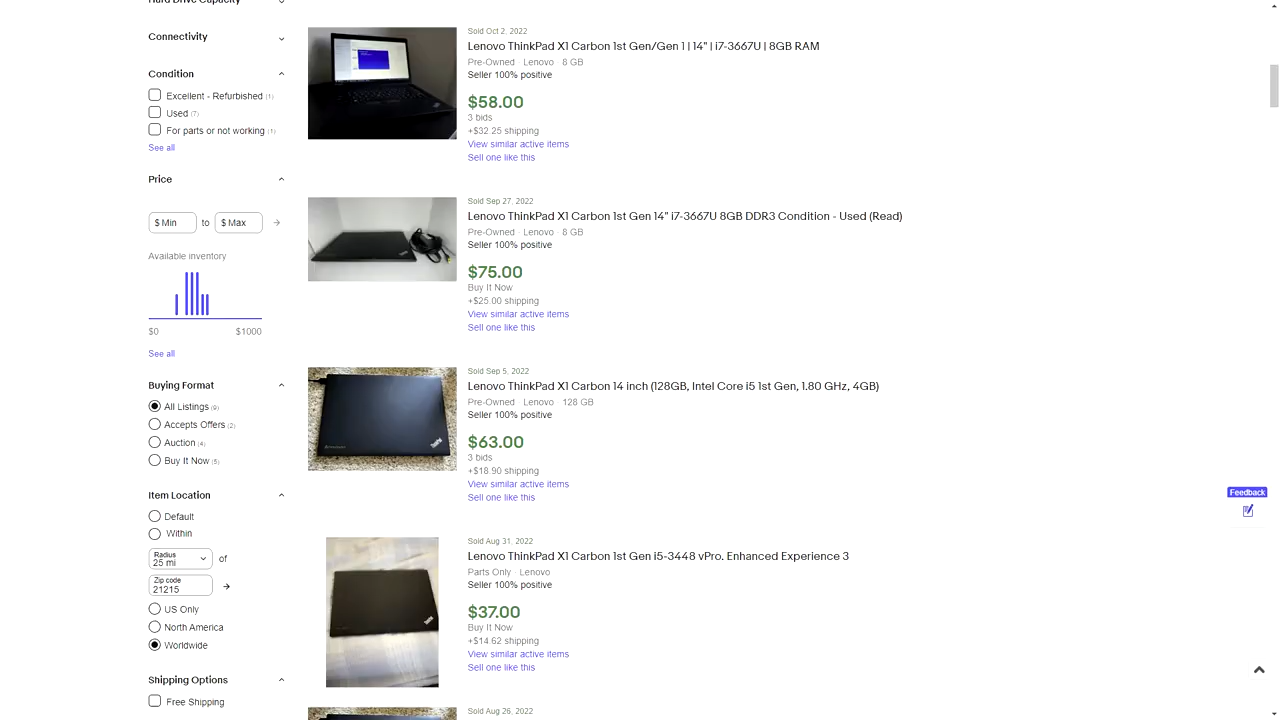 Hard Drive Capacity
Connectivity
Condition
Excellent - Refurbished (1)
Used (7)
For parts or not working (1)
See all
Price
$ Min to $ Max
Available inventory
$0 $1000
See all
Buying Format
All Listings (9)
Accepts Offers (2)
Auction (4)
Buy It Now (5)
Item Location
Default
Within
Radius
25 mi
of
Zip code
21215
US Only
North America
Worldwide
Shipping Options
Free Shipping
Sold Oct 2, 2022
Lenovo ThinkPad X1 Carbon 1st Gen/Gen 1 | 14" | i7-3667U | 8GB RAM
Pre-Owned · Lenovo · 8 GB
Seller 100% positive
$58.00
3 bids
+$32.25 shipping
View similar active items
Sell one like this
Sold Sep 27, 2022
Lenovo ThinkPad X1 Carbon 1st Gen 14" i7-3667U 8GB DDR3 Condition - Used (Read)
Pre-Owned · Lenovo · 8 GB
Seller 100% positive
$75.00
Buy It Now
+$25.00 shipping
View similar active items
Sell one like this
Sold Sep 5, 2022
Lenovo ThinkPad X1 Carbon 14 inch (128GB, Intel Core i5 1st Gen, 1.80 GHz, 4GB)
Pre-Owned · Lenovo · 128 GB
Seller 100% positive
$63.00
3 bids
+$18.90 shipping
View similar active items
Sell one like this
Sold Aug 31, 2022
Lenovo ThinkPad X1 Carbon 1st Gen i5-3448 vPro. Enhanced Experience 3
Parts Only · Lenovo
Seller 100% positive
$37.00
Buy It Now
+$14.62 shipping
View similar active items
Sell one like this
Sold Aug 26, 2022
Feedback